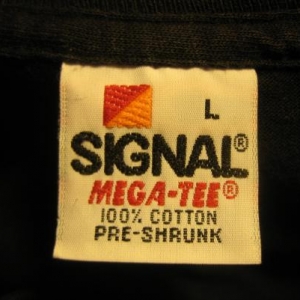 L
SIGNAL®
MEGA-TEE®
100% COTTON
PRE-SHRUNK